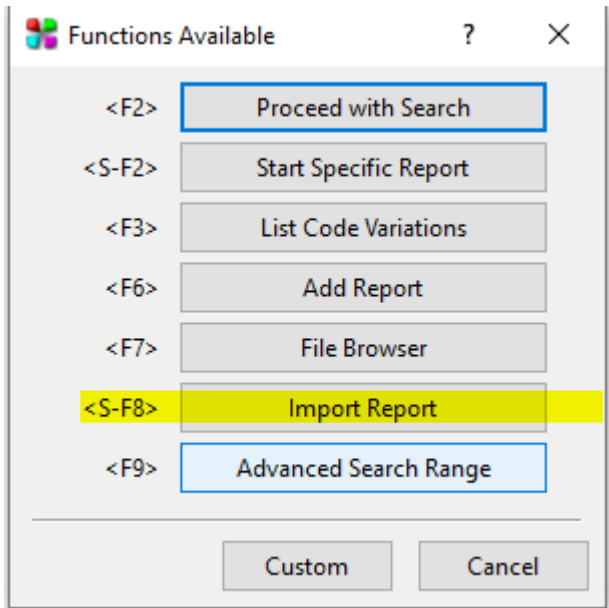 Functions Available ? ×
<F2> Proceed with Search
<S-F2> Start Specific Report
<F3> List Code Variations
<F6> Add Report
<F7> File Browser
<S-F8> Import Report
<F9> Advanced Search Range
Custom Cancel